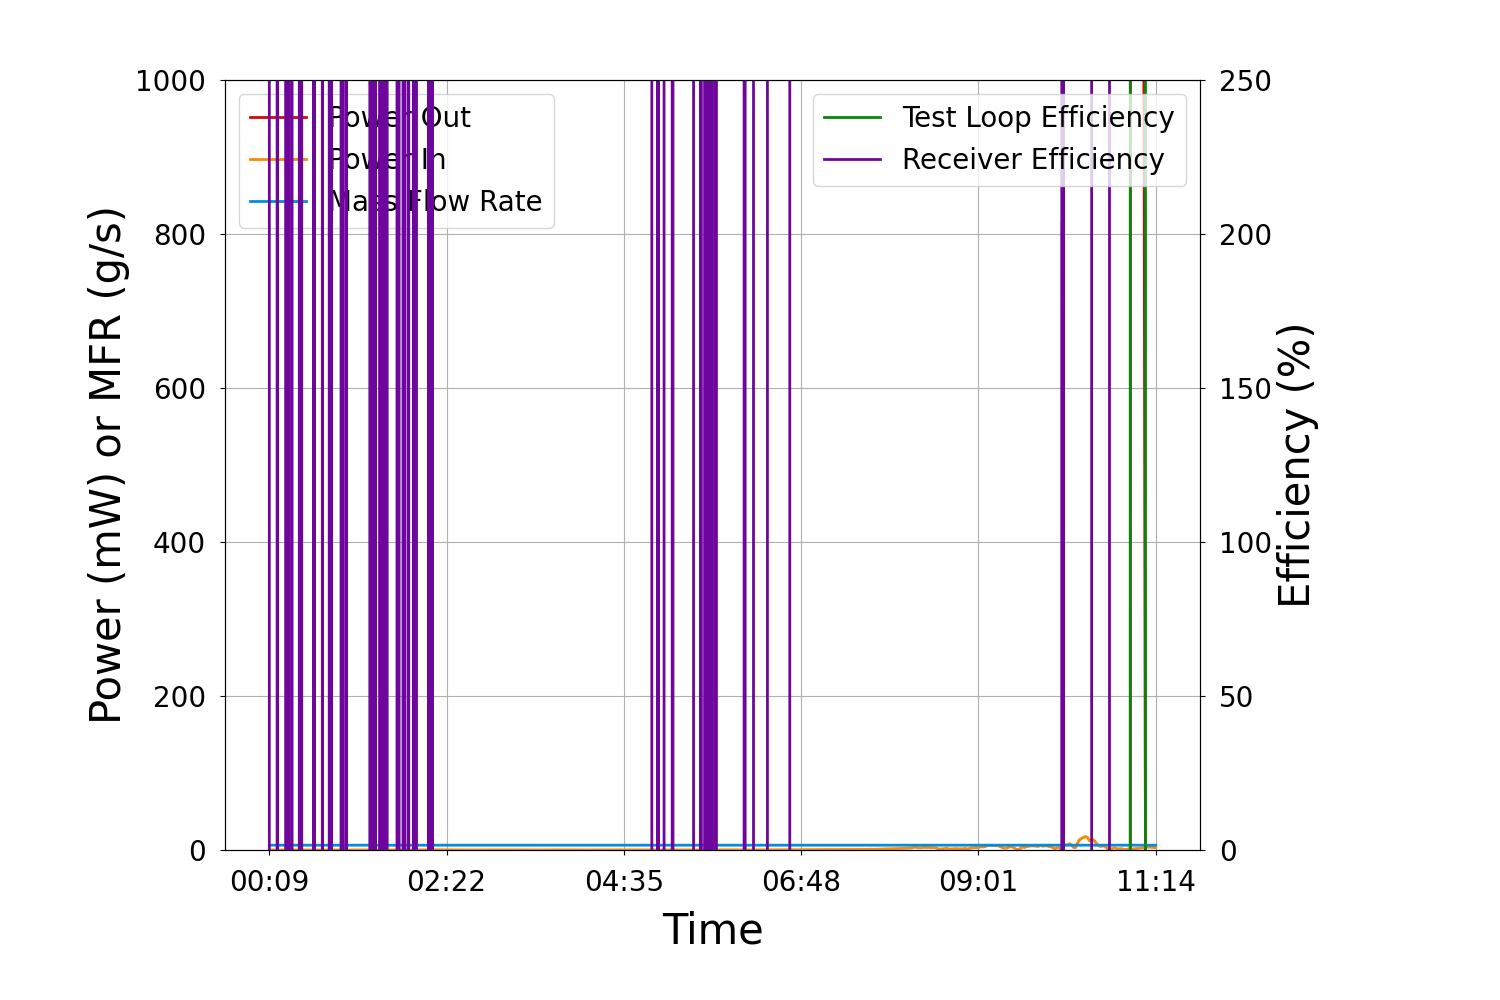 1000
800
600
400
200
0
Power (mW) or MFR (g/s)
Power Out
Power In
Mass Flow Rate
Test Loop Efficiency
Receiver Efficiency
250
200
150
100
50
0
Efficiency (%)
00:09 02:22 04:35 06:48 09:01 11:14
Time